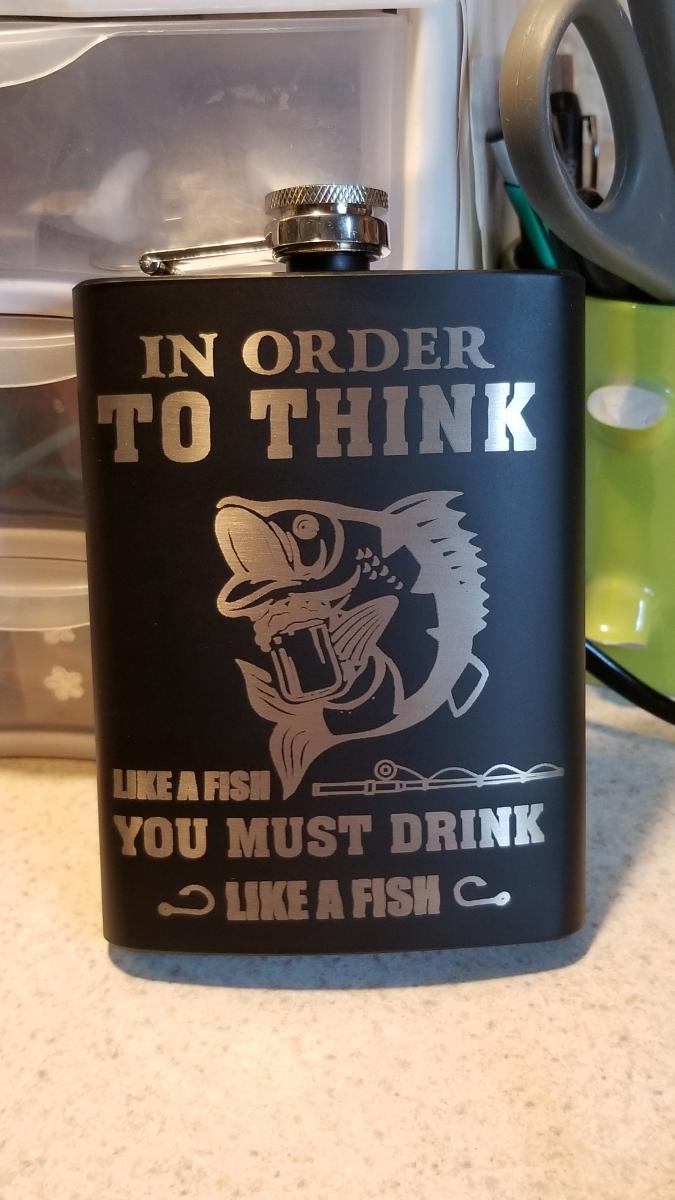 IN ORDER
TO THINK
LIKE A FISH
YOU MUST DRINK
LIKE A FISH